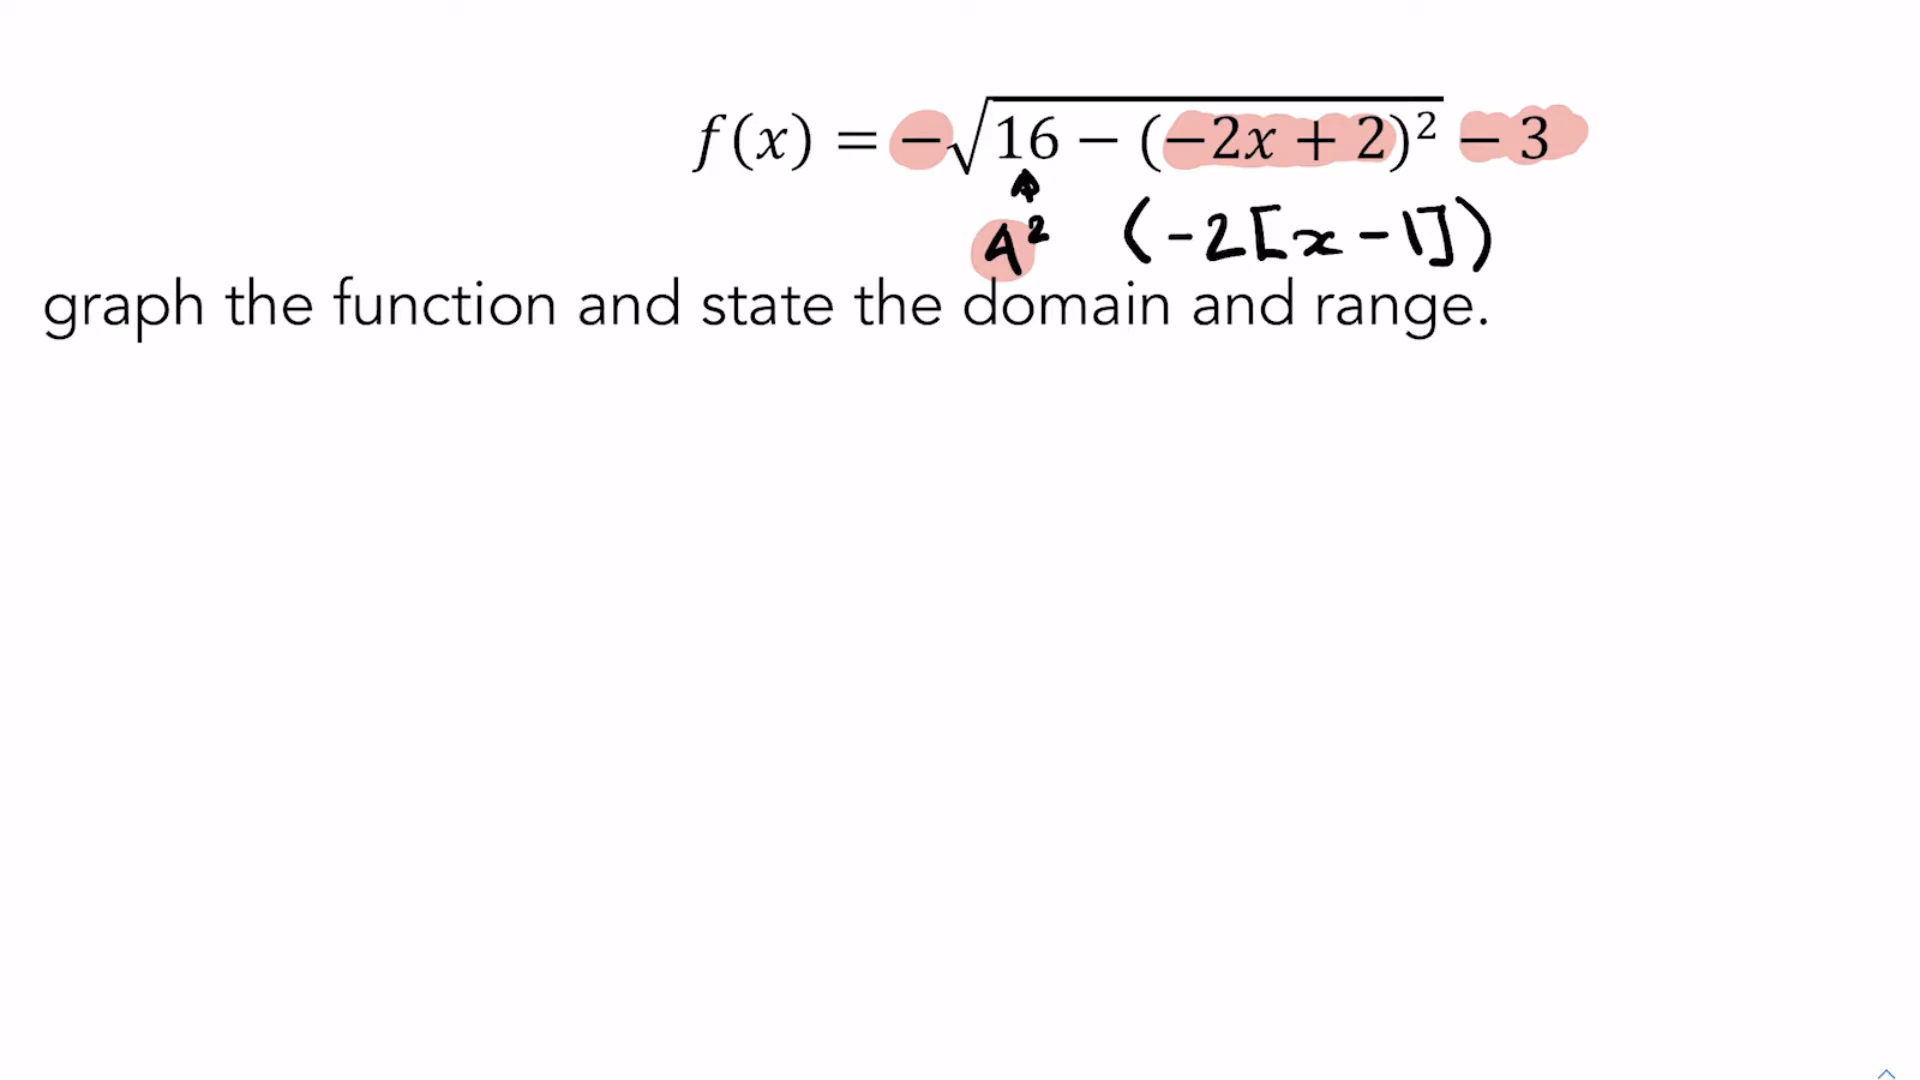 f(x) = −√16 − (−2x + 2)² − 3
4² (-2[x-1])
graph the function and state the domain and range.